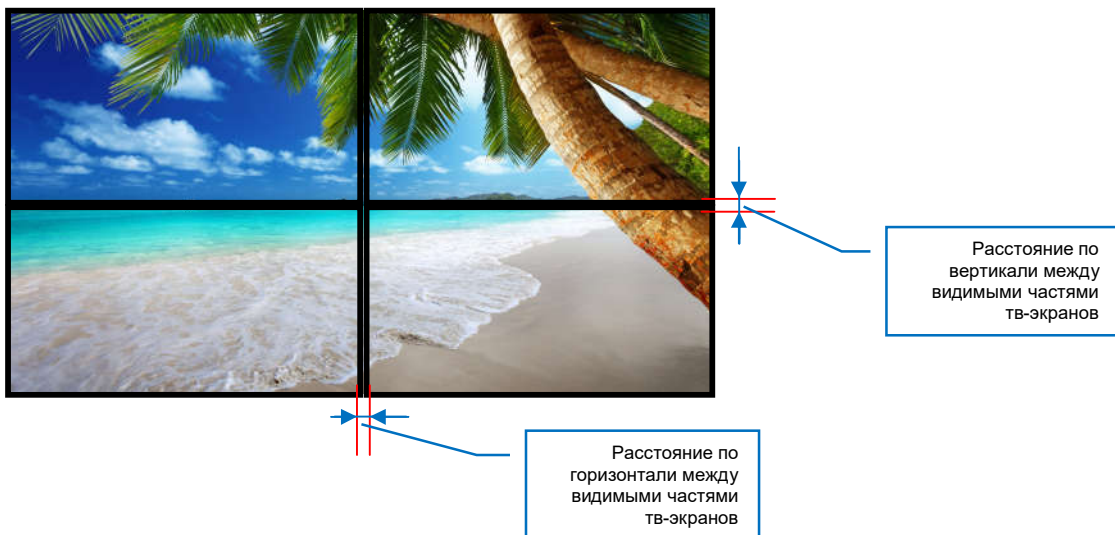 Расстояние по
вертикали между
видимыми частями
тв-экранов
Расстояние по
горизонтали между
видимыми частями
тв-экранов